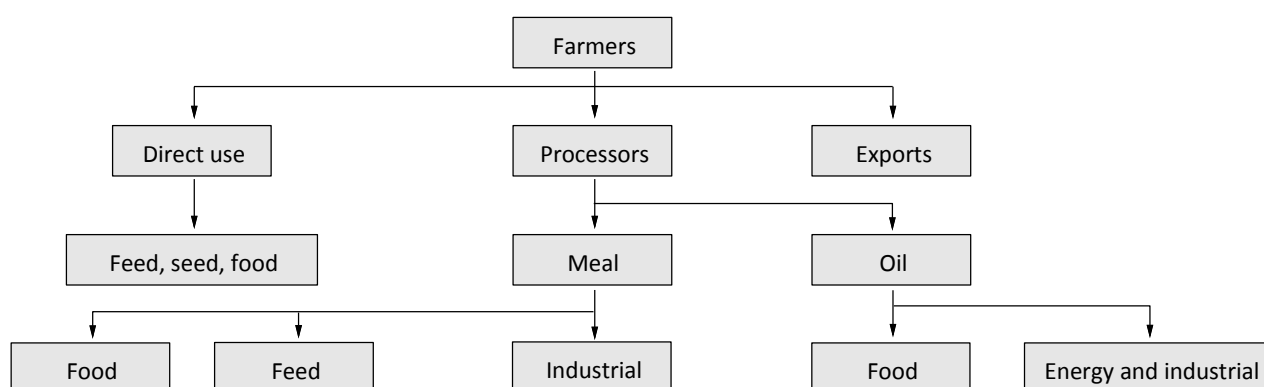 Farmers
Direct use
Processors
Exports
Feed, seed, food
Meal
Oil
Food
Feed
Industrial
Food
Energy and industrial